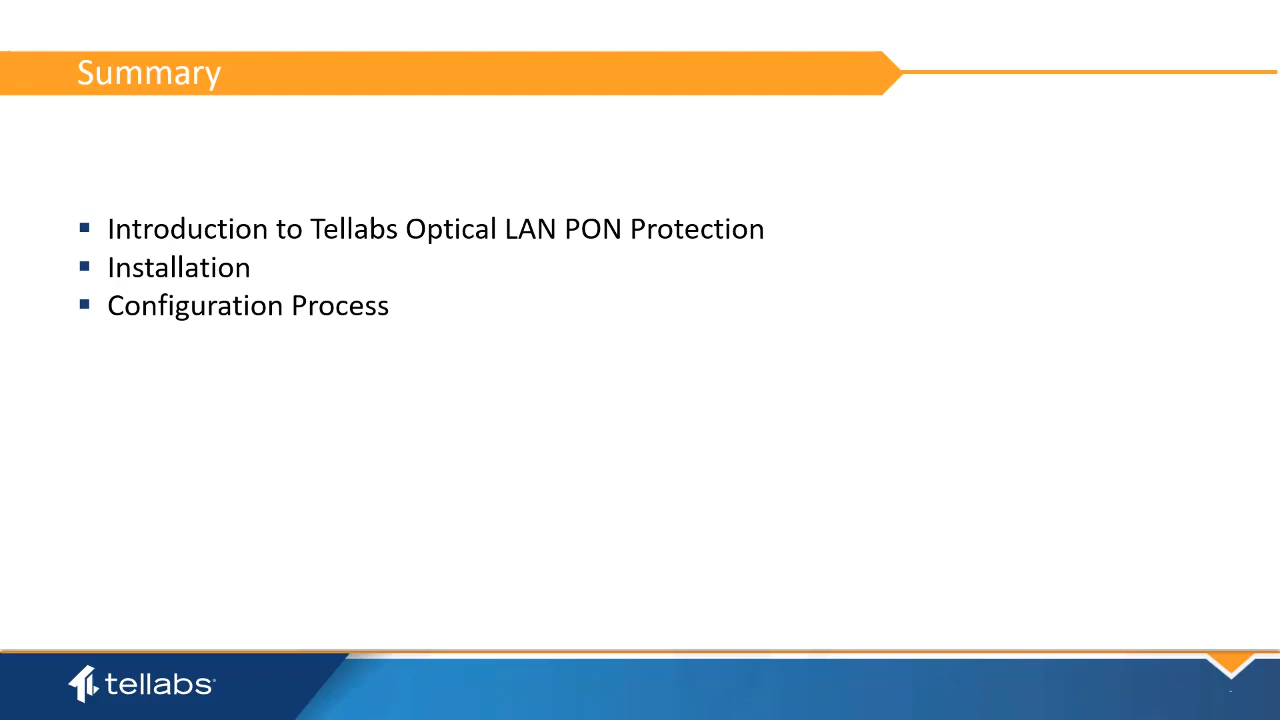 Summary
Introduction to Tellabs Optical LAN PON Protection
Installation
Configuration Process
tellabs